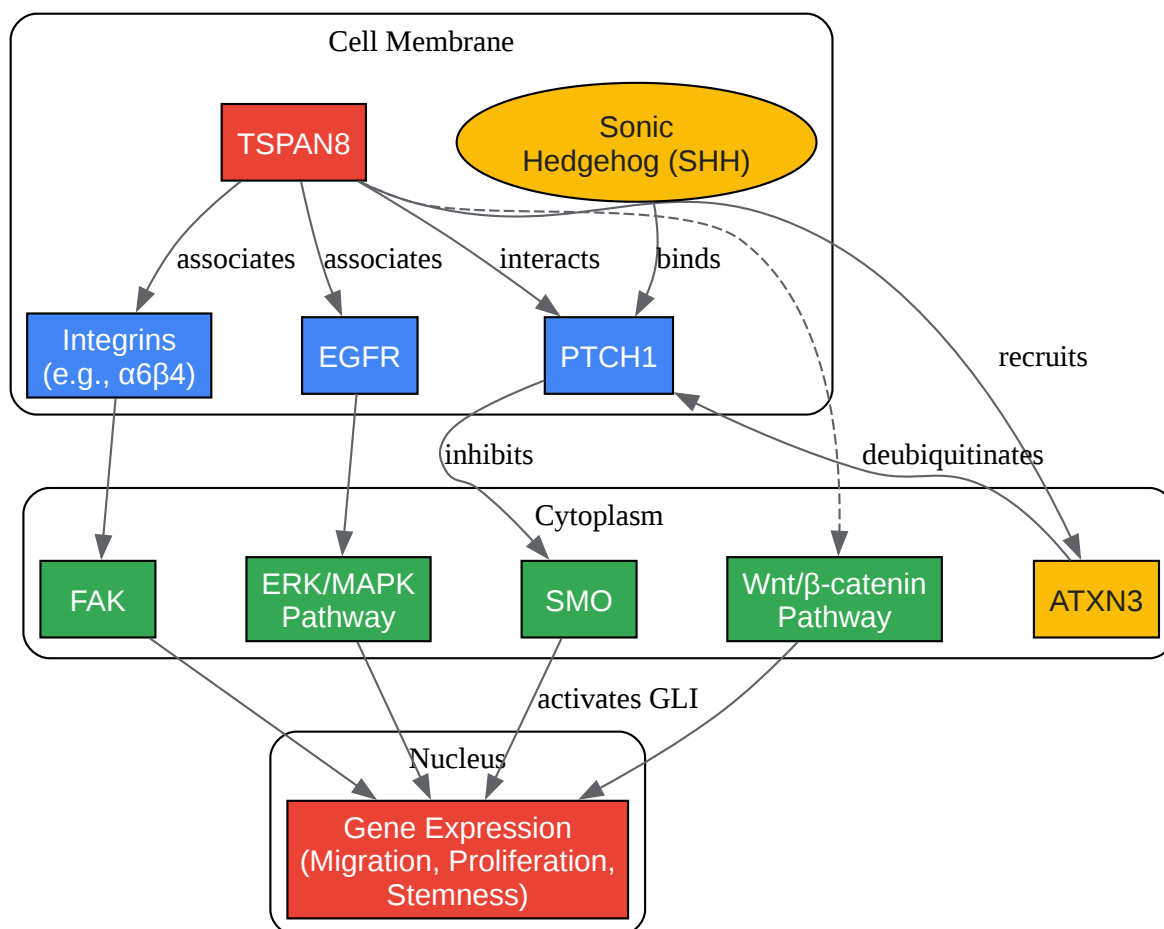 Cell Membrane
TSPAN8
Sonic
Hedgehog (SHH)
associates
associates
interacts
binds
Integrins
(e.g., α6β4)
EGFR
PTCH1
recruits
inhibits
deubiquitinates
Cytoplasm
FAK
ERK/MAPK
Pathway
SMO
Wnt/β-catenin
Pathway
ATXN3
activates GLI
Nucleus
Gene Expression
(Migration, Proliferation,
Stemness)